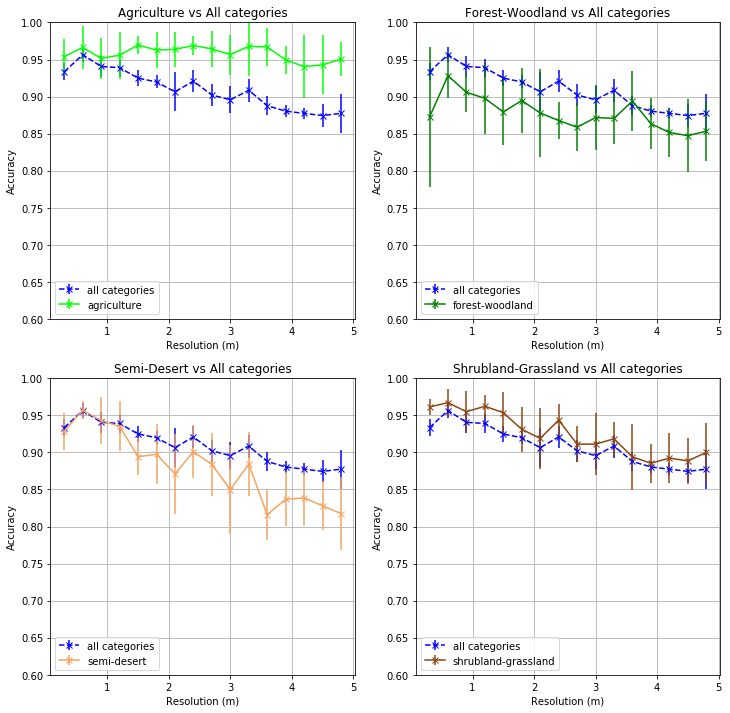 Agriculture vs All categories
1.00
0.95
0.90
0.85
0.80
0.75
0.70
0.65
0.60
Accuracy
all categories
agriculture
1 2 3 4 5
Resolution (m)
Forest-Woodland vs All categories
1.00
0.95
0.90
0.85
0.80
0.75
0.70
0.65
0.60
Accuracy
all categories
forest-woodland
1 2 3 4 5
Resolution (m)
Semi-Desert vs All categories
1.00
0.95
0.90
0.85
0.80
0.75
0.70
0.65
0.60
Accuracy
all categories
semi-desert
1 2 3 4 5
Resolution (m)
Shrubland-Grassland vs All categories
1.00
0.95
0.90
0.85
0.80
0.75
0.70
0.65
0.60
Accuracy
all categories
shrubland-grassland
1 2 3 4 5
Resolution (m)